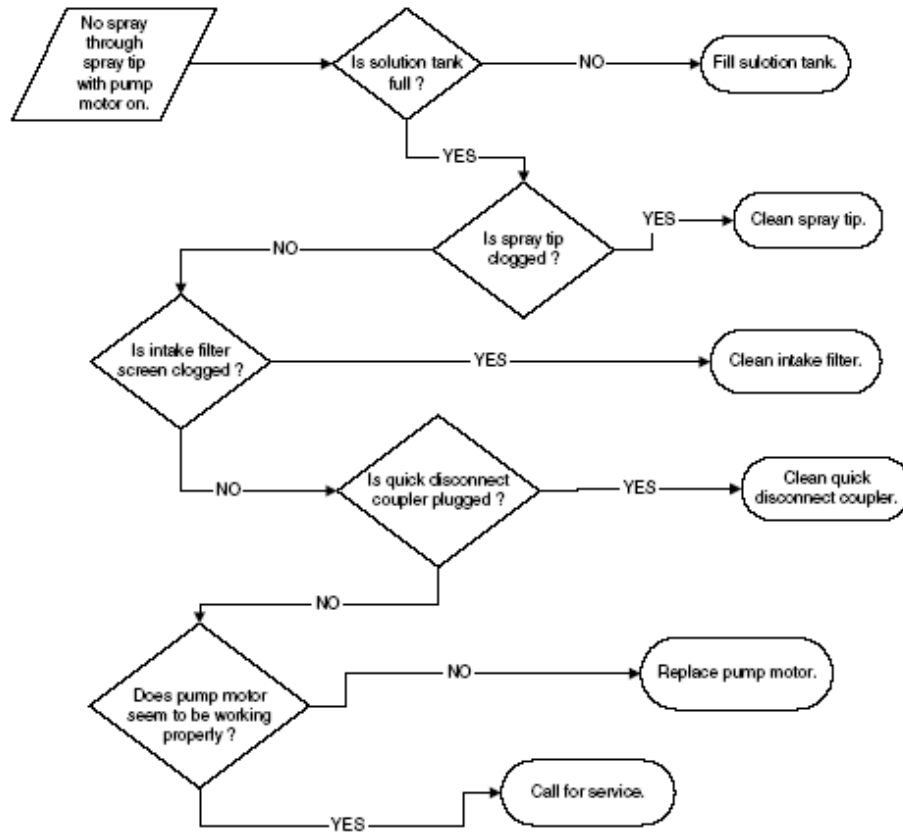 No spray
through
spray tip
with pump
motor on.
Is solution tank
full ?
NO
Fill sulotion tank.
YES
Is spray tip
clogged ?
YES
Clean spray tip.
NO
Is intake filter
screen clogged ?
YES
Clean intake filter.
NO
Is quick disconnect
coupler plugged ?
YES
Clean quick
disconnect coupler.
NO
Does pump motor
seem to be working
properly ?
NO
Replace pump motor.
YES
Call for service.